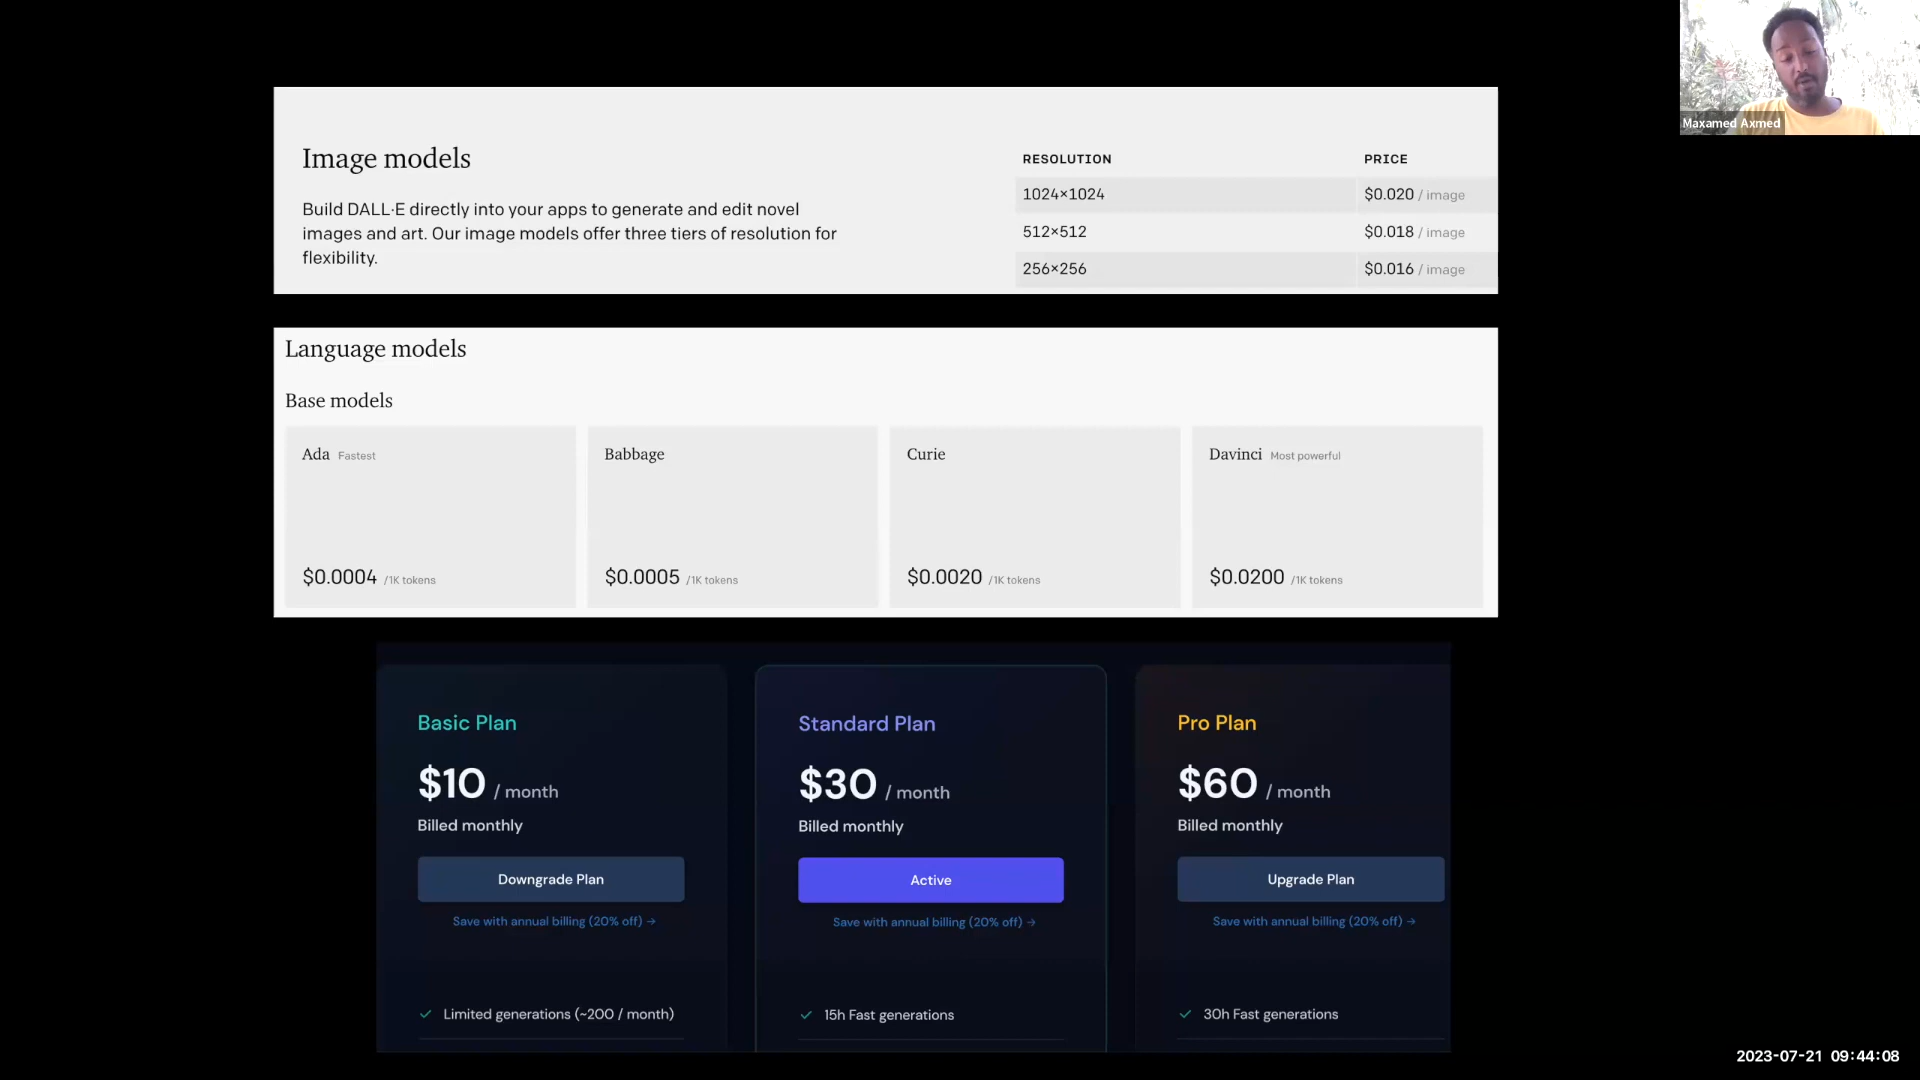 Maxamed Axmed
Image models
Build DALL·E directly into your apps to generate and edit novel
images and art. Our image models offer three tiers of resolution for
flexibility.
RESOLUTION PRICE
1024×1024 $0.020 / image
512×512 $0.018 / image
256×256 $0.016 / image
Language models
Base models
Ada Fastest
$0.0004 /1K tokens
Babbage
$0.0005 /1K tokens
Curie
$0.0020 /1K tokens
Davinci Most powerful
$0.0200 /1K tokens
Basic Plan
$10 / month
Billed monthly
Downgrade Plan
Save with annual billing (20% off) →
✓ Limited generations (~200 / month)
Standard Plan
$30 / month
Billed monthly
Active
Save with annual billing (20% off) →
✓ 15h Fast generations
Pro Plan
$60 / month
Billed monthly
Upgrade Plan
Save with annual billing (20% off) →
✓ 30h Fast generations
2023-07-21 09:44:08